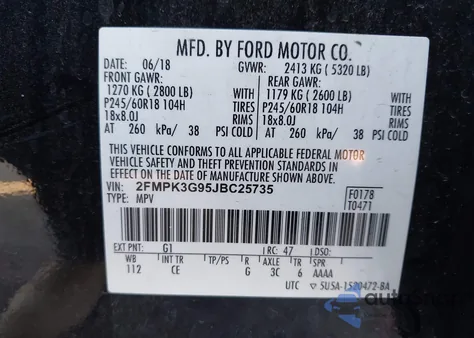 MFD. BY FORD MOTOR CO.
DATE: 06/18 GVWR: 2413 KG ( 5320 LB)
FRONT GAWR: REAR GAWR:
1270 KG ( 2800 LB) 1179 KG ( 2600 LB)
P245/60R18 104H TIRES P245/60R18 104H TIRES
18x8.0J RIMS 18x8.0J RIMS
AT 260 kPa/ 38 PSI COLD AT 260 kPa/ 38 PSI COLD
THIS VEHICLE CONFORMS TO ALL APPLICABLE FEDERAL MOTOR
VEHICLE SAFETY AND THEFT PREVENTION STANDARDS IN
EFFECT ON THE DATE OF MANUFACTURE SHOWN ABOVE.
VIN: 2FMPK3G95JBC25735 F0178
TYPE: MPV T0471
EXT PNT: G1 RC: 47 DSO:
WB INT TR TP/PS R AXLE TR SPR
112 CE G 3C 6 AAAA
UTC ▽ 5U5A-1520472-BA